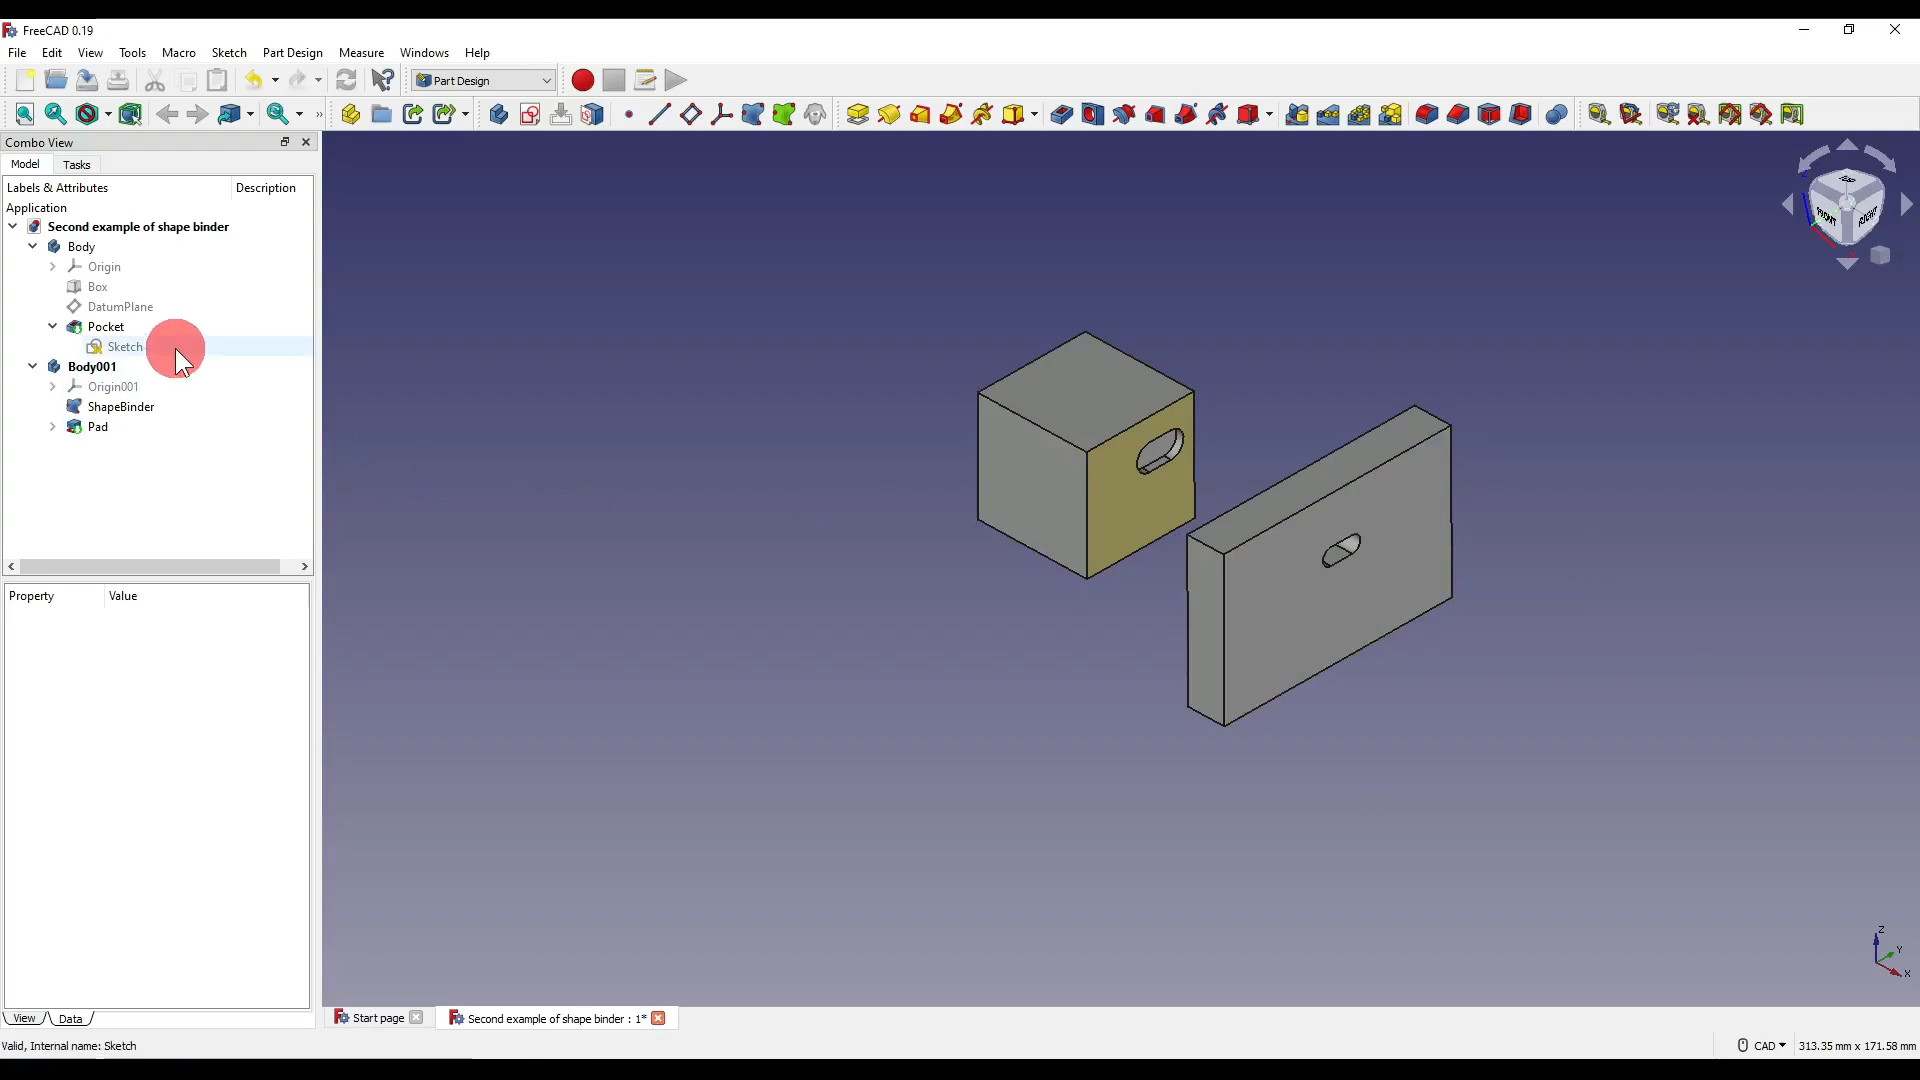 FreeCAD 0.19
File Edit View Tools Macro Sketch Part Design Measure Windows Help
Part Design
Combo View
Model Tasks
Labels & Attributes Description
Application
Second example of shape binder
Body
Origin
Box
DatumPlane
Pocket
Sketch
Body001
Origin001
ShapeBinder
Pad
Property Value
View Data
TOP
FRONT RIGHT
Z
Y
X
Start page
Second example of shape binder : 1*
Valid, Internal name: Sketch
CAD
313.35 mm x 171.58 mm